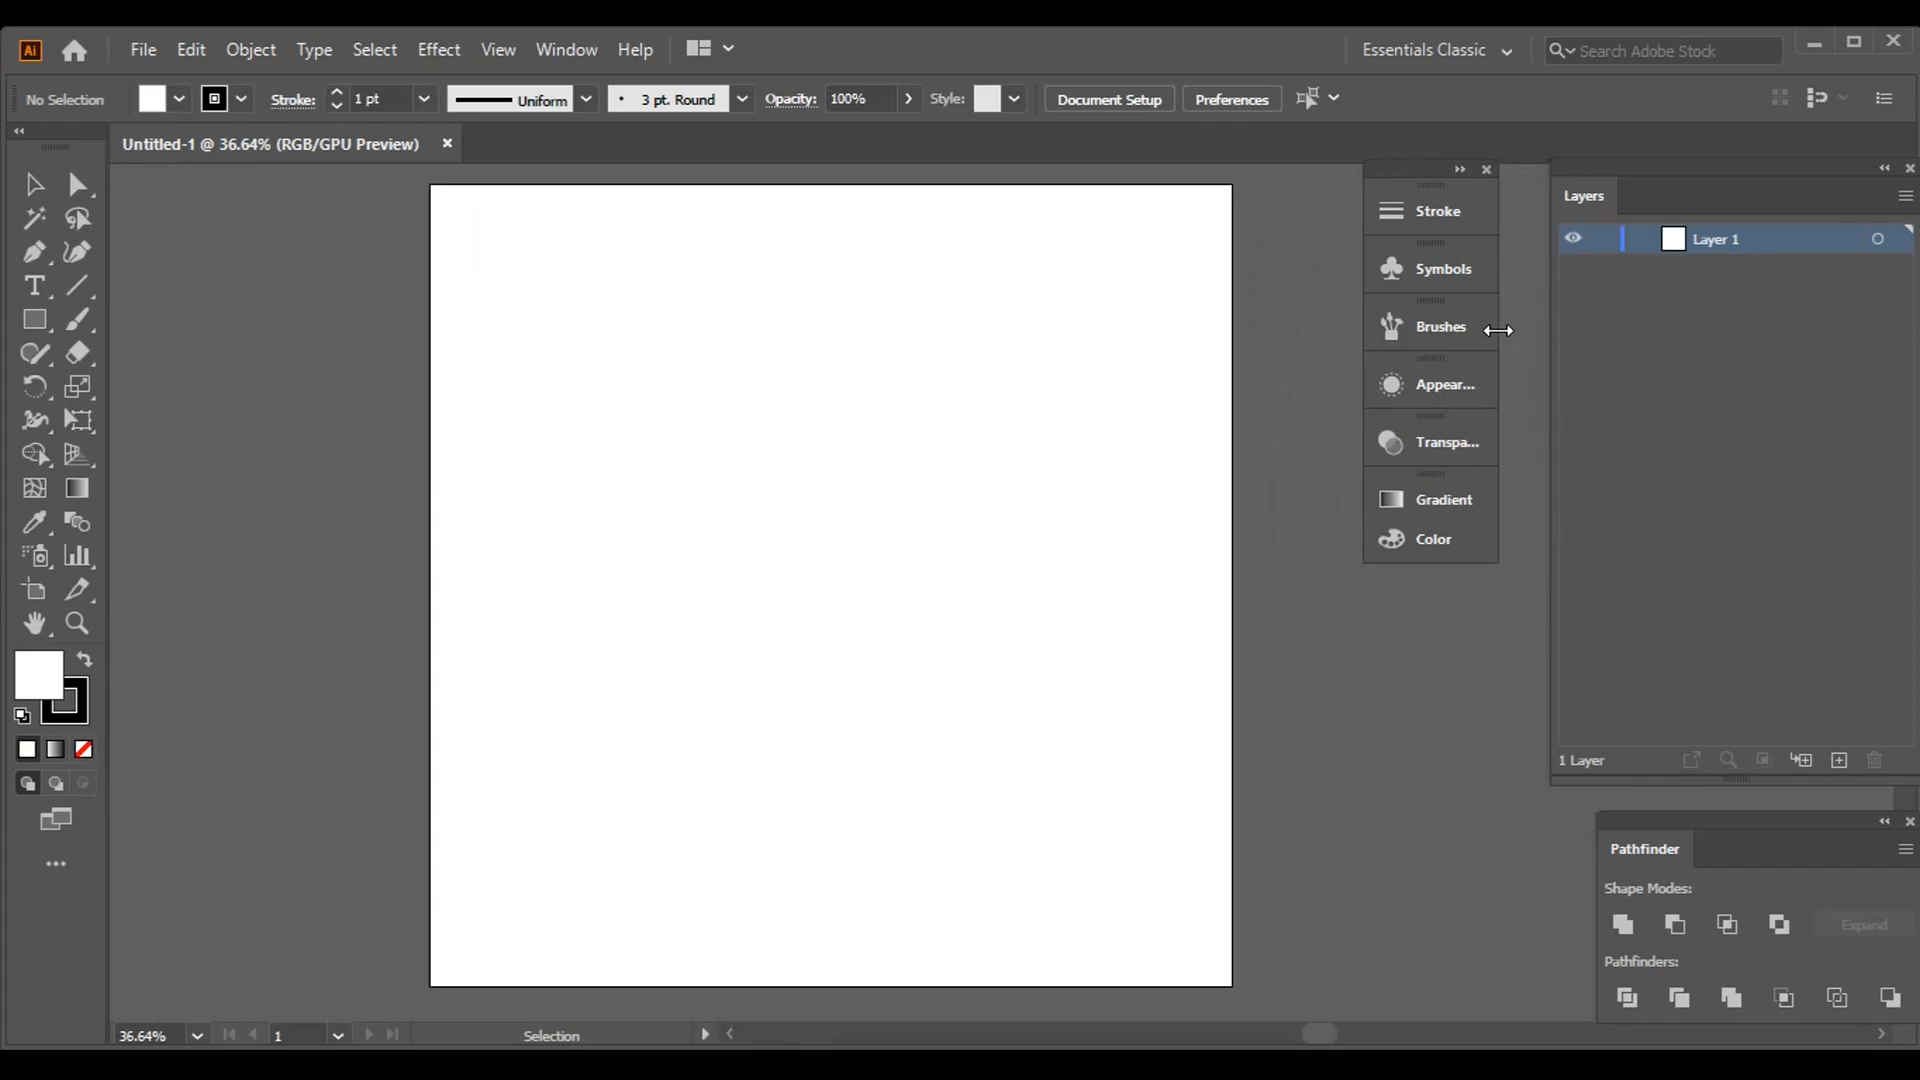 Ai File Edit Object Type Select Effect View Window Help Essentials Classic Search Adobe Stock
No Selection Stroke: 1 pt Uniform 3 pt. Round Opacity: 100% Style: Document Setup Preferences
Untitled-1 @ 36.64% (RGB/GPU Preview)
Stroke
Symbols
Brushes
Appear...
Transpa...
Gradient
Color
Layers
Layer 1
1 Layer
Pathfinder
Shape Modes:
Expand
Pathfinders:
36.64% 1 Selection